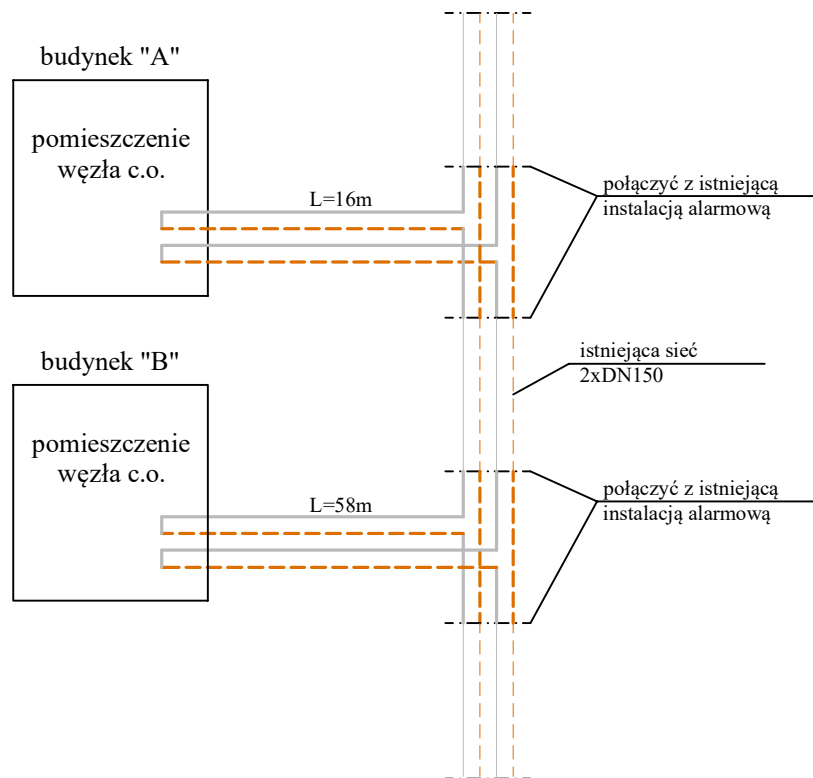 budynek "A"
pomieszczenie
węzła c.o.
L=16m
połączyć z istniejącą
instalacją alarmową
istniejąca sieć
2xDN150
budynek "B"
pomieszczenie
węzła c.o.
L=58m
połączyć z istniejącą
instalacją alarmową